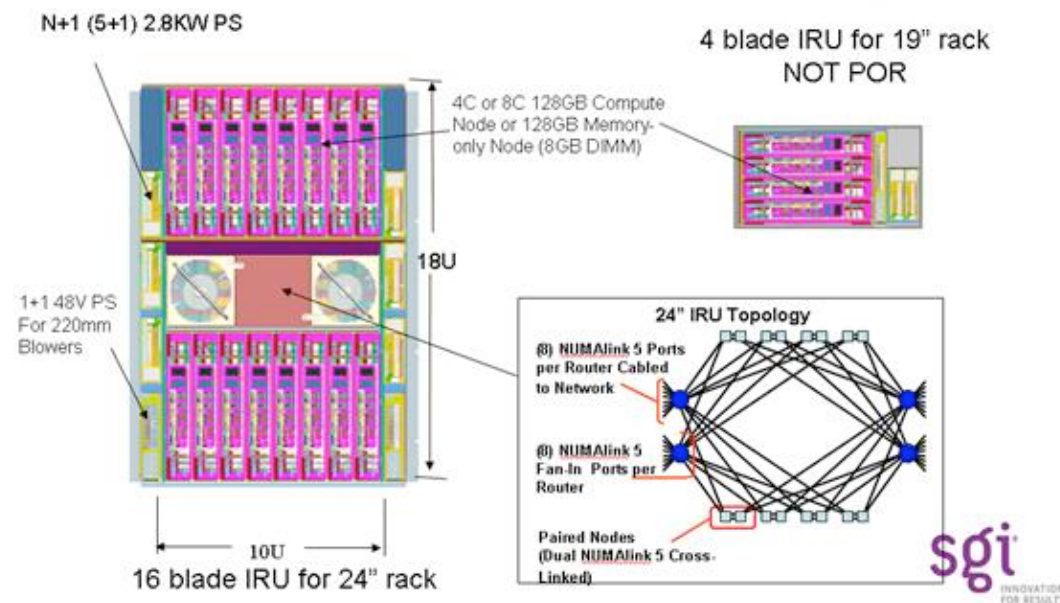 N+1 (5+1) 2.8KW PS
4 blade IRU for 19” rack
NOT POR
4C or 8C 128GB Compute
Node or 128GB Memory-
only Node (8GB DIMM)
18U
1+1 48V PS
For 220mm
Blowers
24” IRU Topology
(8) NUMAlink 5 Ports
per Router Cabled
to Network
(8) NUMAlink 5
Fan-In Ports per
Router
Paired Nodes
(Dual NUMAlink 5 Cross-
Linked)
10U
16 blade IRU for 24” rack
sgi
INNOVATION
FOR RESULTS